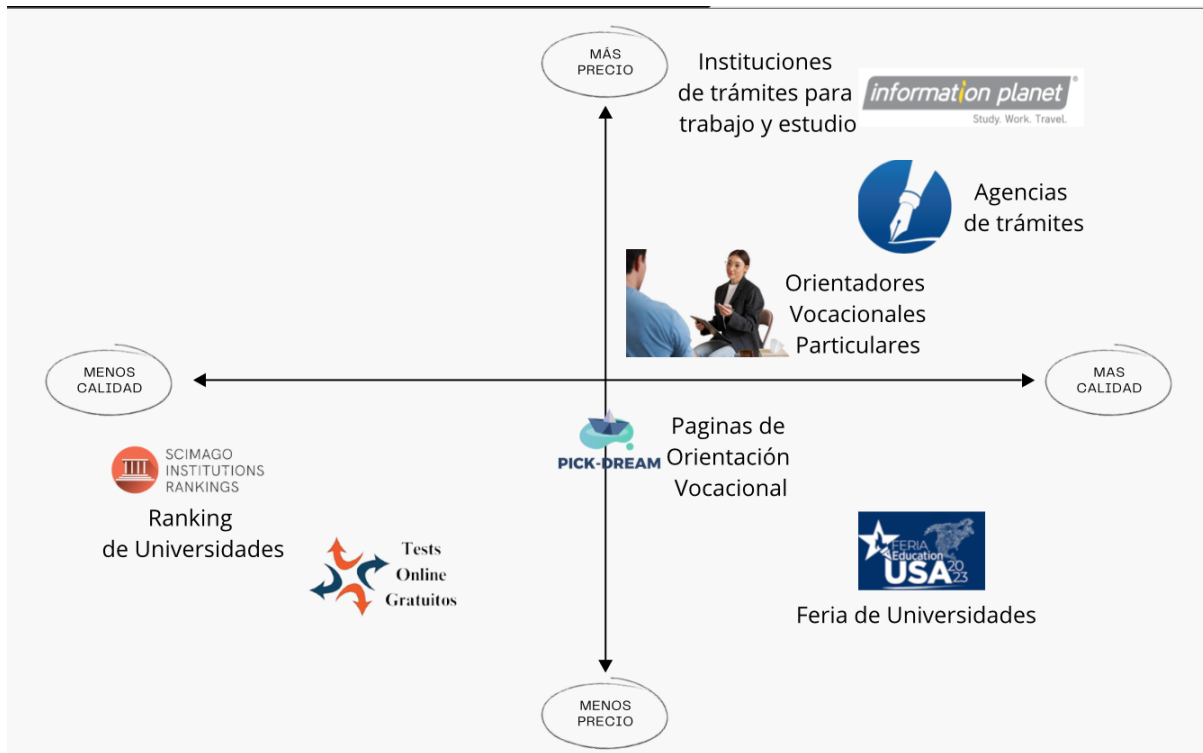 MÁS
PRECIO
Instituciones
de trámites para
trabajo y estudio
information planet®
Study. Work. Travel.
Agencias
de trámites
Orientadores
Vocacionales
Particulares
MENOS
CALIDAD
MAS
CALIDAD
PICK-DREAM
Paginas de
Orientación
Vocacional
SCIMAGO
INSTITUTIONS
RANKINGS
Ranking
de Universidades
Tests
Online
Gratuitos
FERIA
Education
USA 2023
Feria de Universidades
MENOS
PRECIO